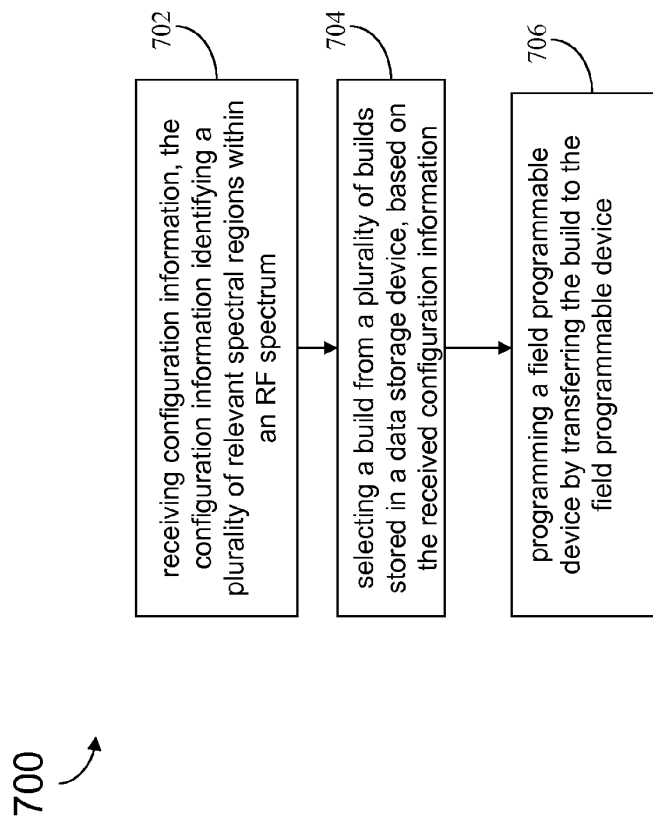 700
702
receiving configuration information, the
configuration information identifying a
plurality of relevant spectral regions within
an RF spectrum
704
selecting a build from a plurality of builds
stored in a data storage device, based on
the received configuration information
706
programming a field programmable
device by transferring the build to the
field programmable device